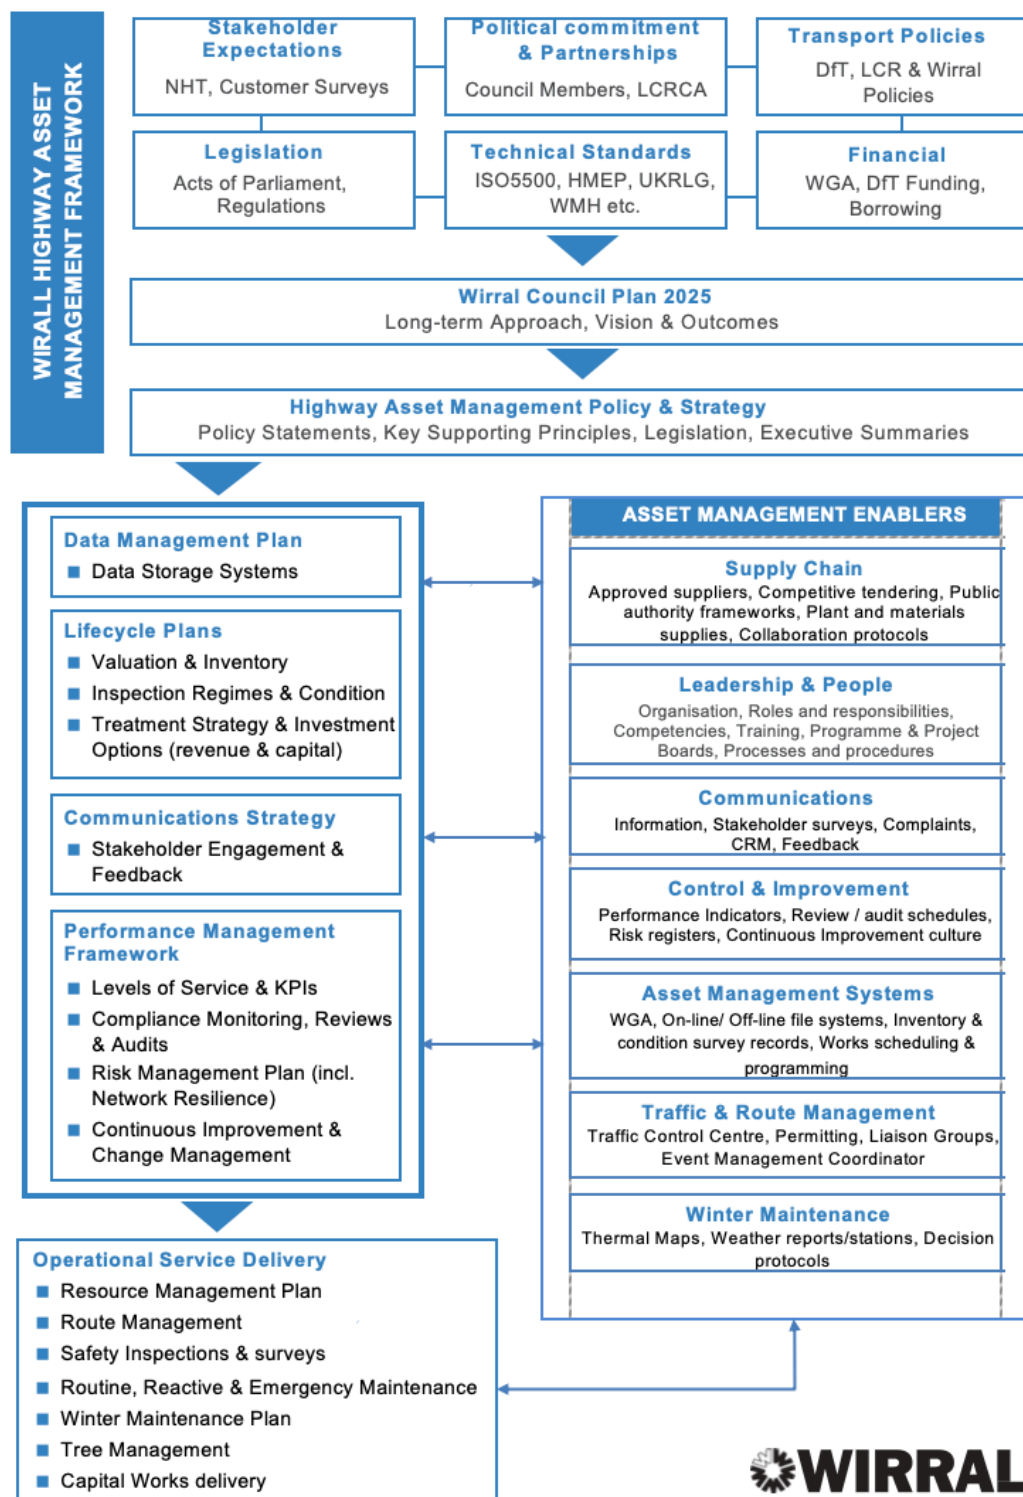 WIRALL HIGHWAY ASSET
MANAGEMENT FRAMEWORK
Stakeholder
Expectations
NHT, Customer Surveys
Political commitment
& Partnerships
Council Members, LCRCA
Transport Policies
DfT, LCR & Wirral
Policies
Legislation
Acts of Parliament,
Regulations
Technical Standards
ISO5500, HMEP, UKRLG,
WMH etc.
Financial
WGA, DfT Funding,
Borrowing
Wirral Council Plan 2025
Long-term Approach, Vision & Outcomes
Highway Asset Management Policy & Strategy
Policy Statements, Key Supporting Principles, Legislation, Executive Summaries
Data Management Plan
Data Storage Systems
Lifecycle Plans
Valuation & Inventory
Inspection Regimes & Condition
Treatment Strategy & Investment
Options (revenue & capital)
Communications Strategy
Stakeholder Engagement &
Feedback
Performance Management
Framework
Levels of Service & KPIs
Compliance Monitoring, Reviews
& Audits
Risk Management Plan (incl.
Network Resilience)
Continuous Improvement &
Change Management
ASSET MANAGEMENT ENABLERS
Supply Chain
Approved suppliers, Competitive tendering, Public
authority frameworks, Plant and materials
supplies, Collaboration protocols
Leadership & People
Organisation, Roles and responsibilities,
Competencies, Training, Programme & Project
Boards, Processes and procedures
Communications
Information, Stakeholder surveys, Complaints,
CRM, Feedback
Control & Improvement
Performance Indicators, Review / audit schedules,
Risk registers, Continuous Improvement culture
Asset Management Systems
WGA, On-line/ Off-line file systems, Inventory &
condition survey records, Works scheduling &
programming
Traffic & Route Management
Traffic Control Centre, Permitting, Liaison Groups,
Event Management Coordinator
Winter Maintenance
Thermal Maps, Weather reports/stations, Decision
protocols
Operational Service Delivery
Resource Management Plan
Route Management
Safety Inspections & surveys
Routine, Reactive & Emergency Maintenance
Winter Maintenance Plan
Tree Management
Capital Works delivery
WIRRAL